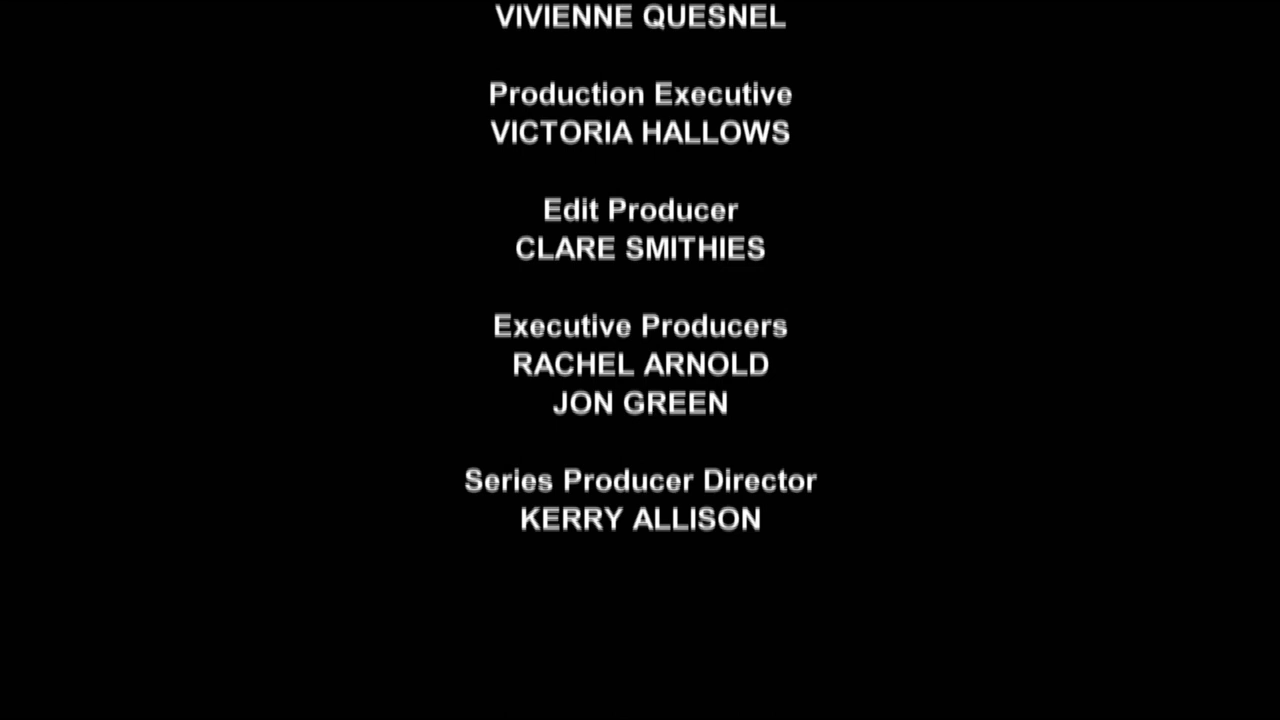 VIVIENNE QUESNEL
Production Executive
VICTORIA HALLOWS
Edit Producer
CLARE SMITHIES
Executive Producers
RACHEL ARNOLD
JON GREEN
Series Producer Director
KERRY ALLISON